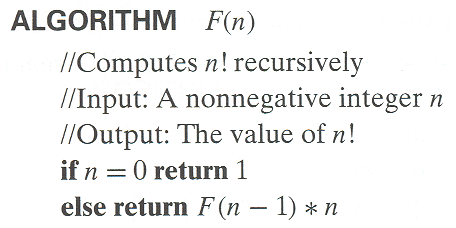 ALGORITHM F(n)
//Computes n! recursively
//Input: A nonnegative integer n
//Output: The value of n!
if n = 0 return 1
else return F(n − 1) ∗ n